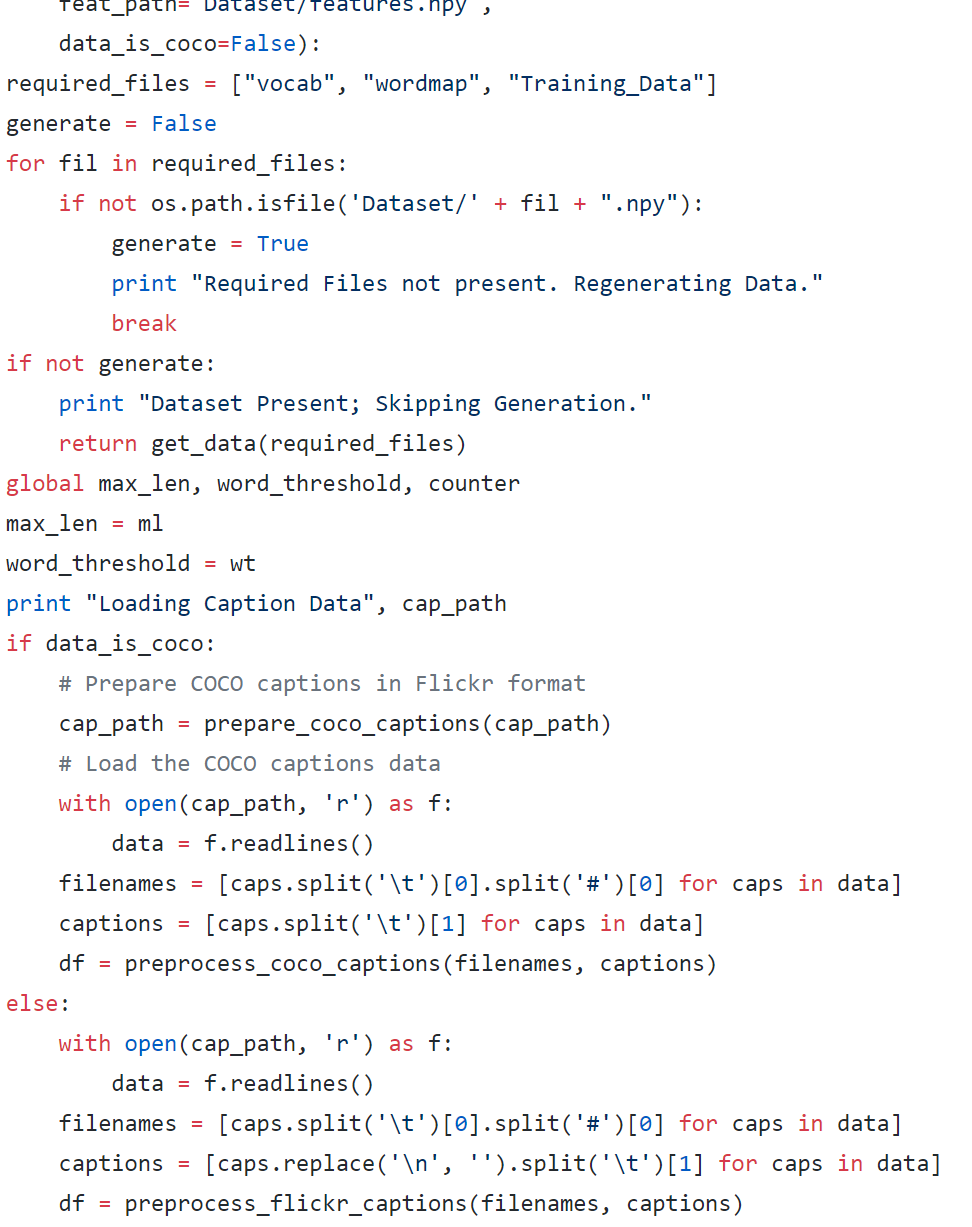 feat_path='Dataset/features.npy',
    data_is_coco=False):
required_files = ["vocab", "wordmap", "Training_Data"]
generate = False
for fil in required_files:
    if not os.path.isfile('Dataset/' + fil + ".npy"):
        generate = True
        print "Required Files not present. Regenerating Data."
        break
if not generate:
    print "Dataset Present; Skipping Generation."
    return get_data(required_files)
global max_len, word_threshold, counter
max_len = ml
word_threshold = wt
print "Loading Caption Data", cap_path
if data_is_coco:
    # Prepare COCO captions in Flickr format
    cap_path = prepare_coco_captions(cap_path)
    # Load the COCO captions data
    with open(cap_path, 'r') as f:
        data = f.readlines()
    filenames = [caps.split('\t')[0].split('#')[0] for caps in data]
    captions = [caps.split('\t')[1] for caps in data]
    df = preprocess_coco_captions(filenames, captions)
else:
    with open(cap_path, 'r') as f:
        data = f.readlines()
    filenames = [caps.split('\t')[0].split('#')[0] for caps in data]
    captions = [caps.replace('\n', '').split('\t')[1] for caps in data]
    df = preprocess_flickr_captions(filenames, captions)